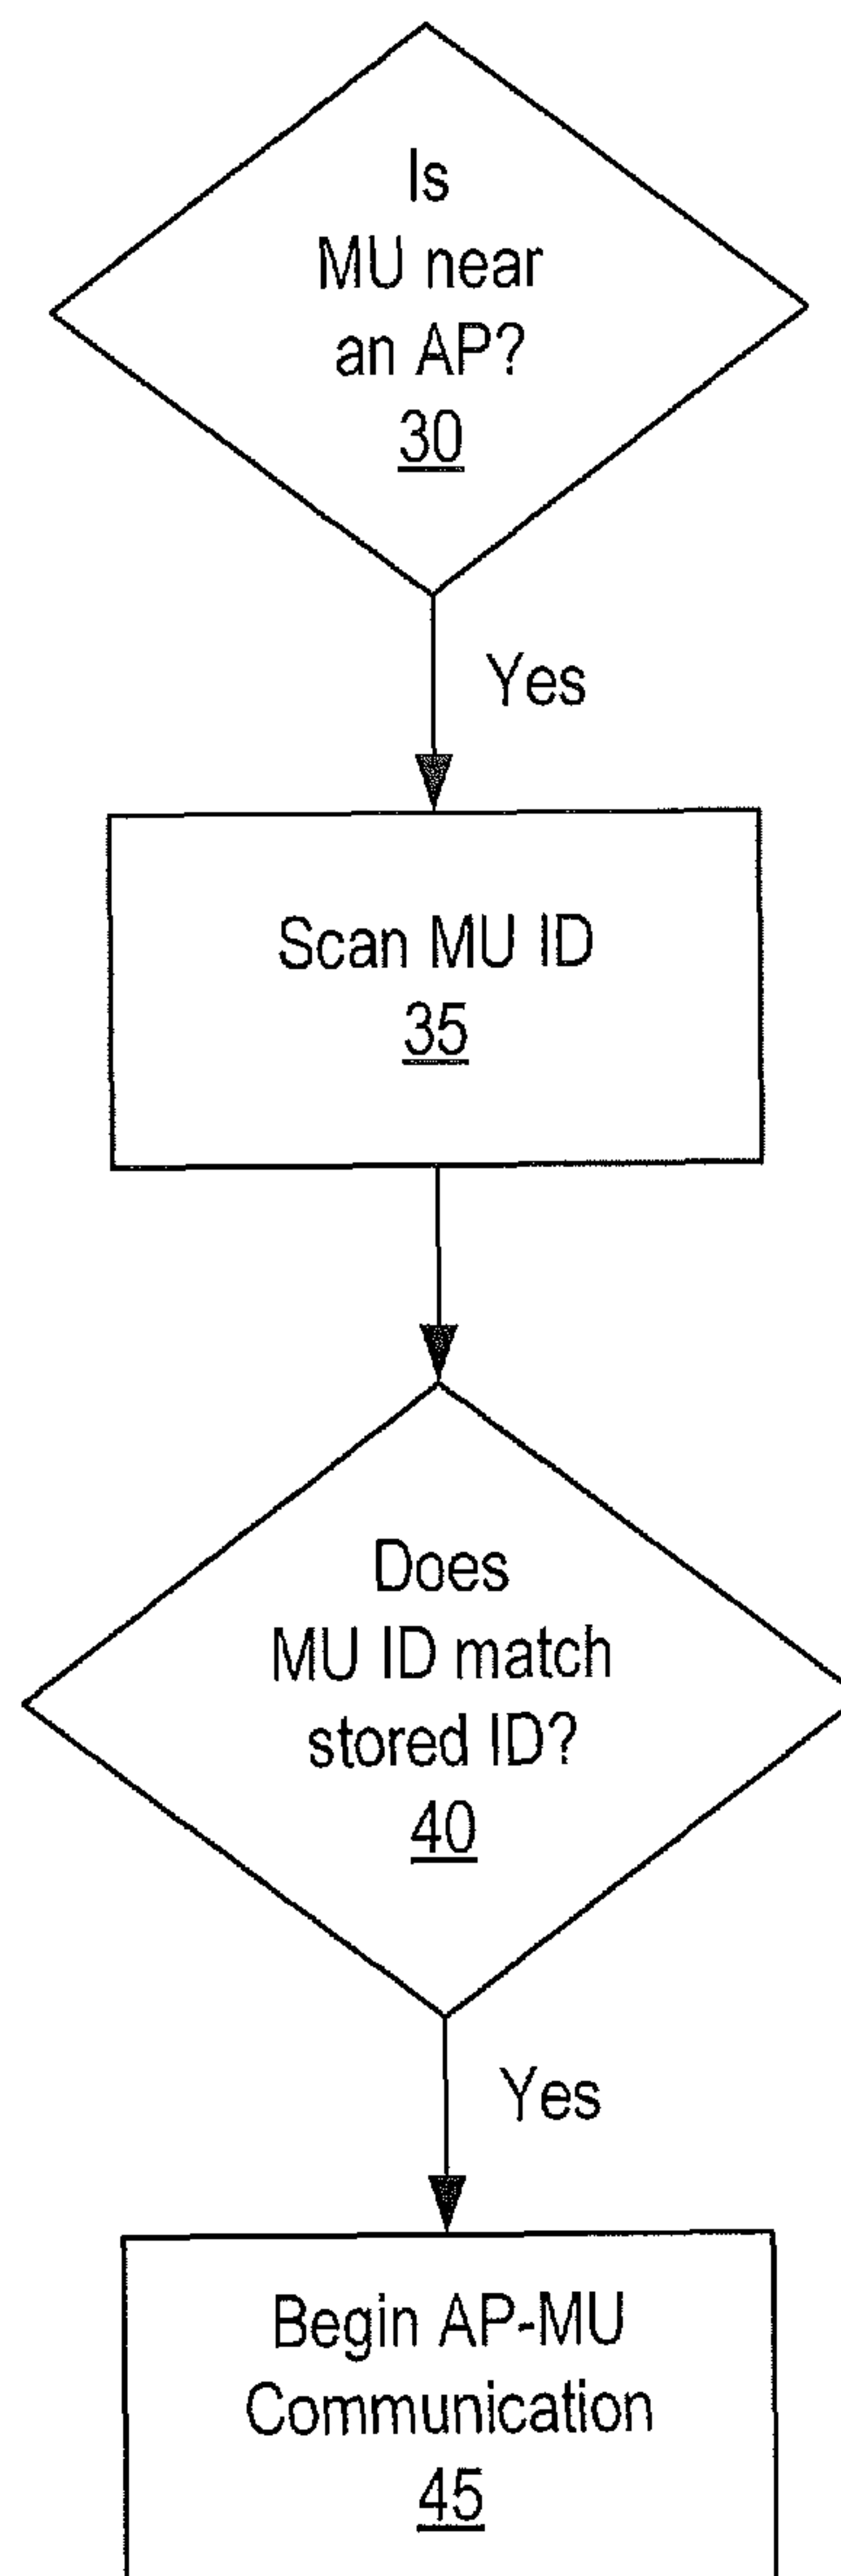 Is
MU near
an AP?
30
Yes
Scan MU ID
35
Does
MU ID match
stored ID?
40
Yes
Begin AP-MU
Communication
45